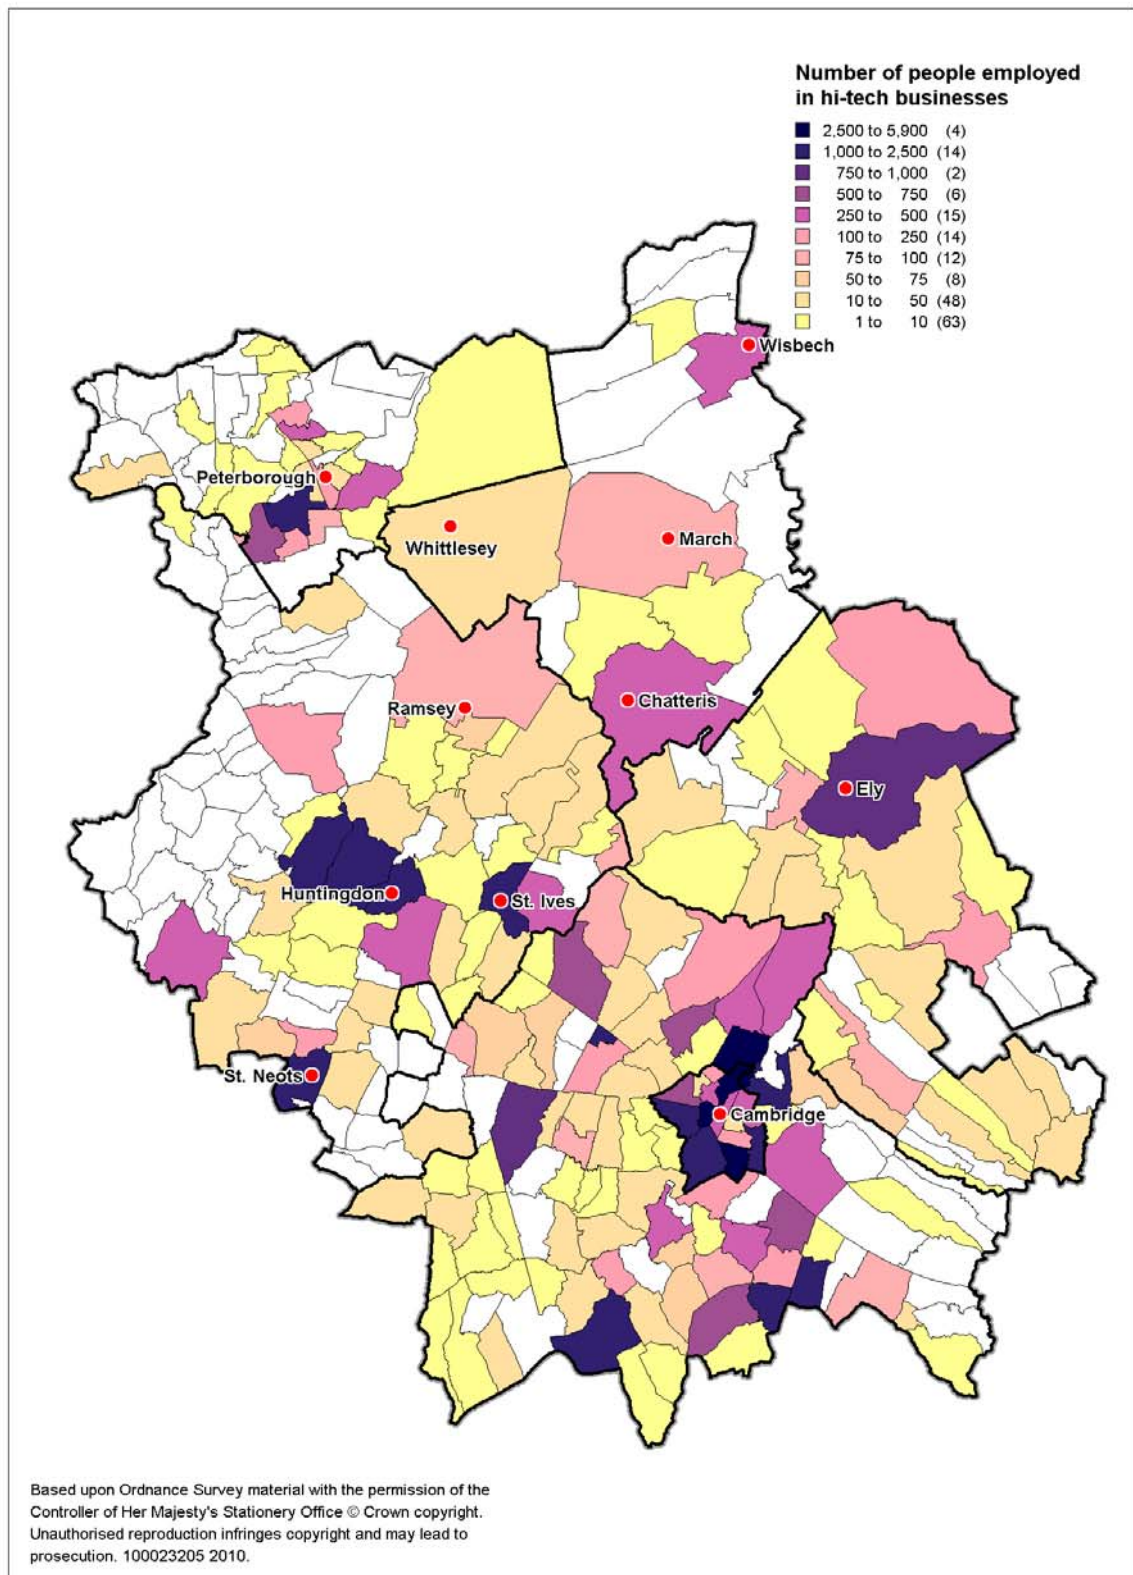 Number of people employed
in hi-tech businesses
2,500 to 5,900 (4)
1,000 to 2,500 (14)
750 to 1,000 (2)
500 to 750 (6)
250 to 500 (15)
100 to 250 (14)
75 to 100 (12)
50 to 75 (8)
10 to 50 (48)
1 to 10 (63)
Wisbech
Peterborough
Whittlesey
March
Ramsey
Chatteris
Ely
Huntingdon
St. Ives
St. Neots
Cambridge
Based upon Ordnance Survey material with the permission of the
Controller of Her Majesty's Stationery Office © Crown copyright.
Unauthorised reproduction infringes copyright and may lead to
prosecution. 100023205 2010.